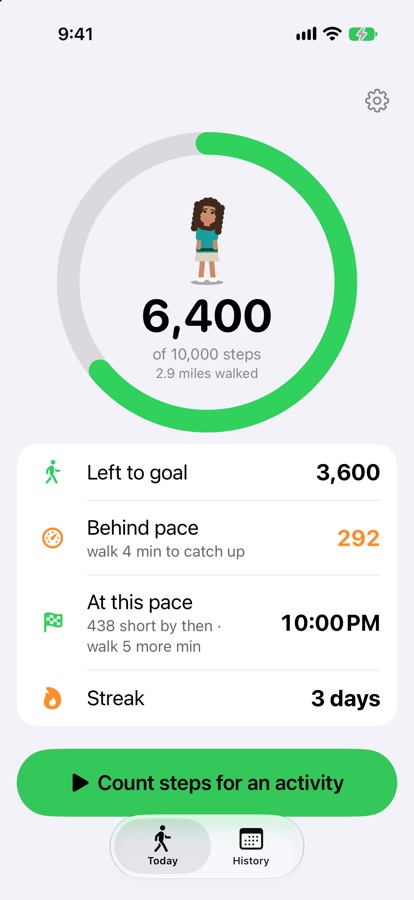 9:41
6,400
of 10,000 steps
2.9 miles walked
Left to goal 3,600
Behind pace 292
walk 4 min to catch up
At this pace
438 short by then · 10:00 PM
walk 5 more min
Streak 3 days
Count steps for an activity
Today History